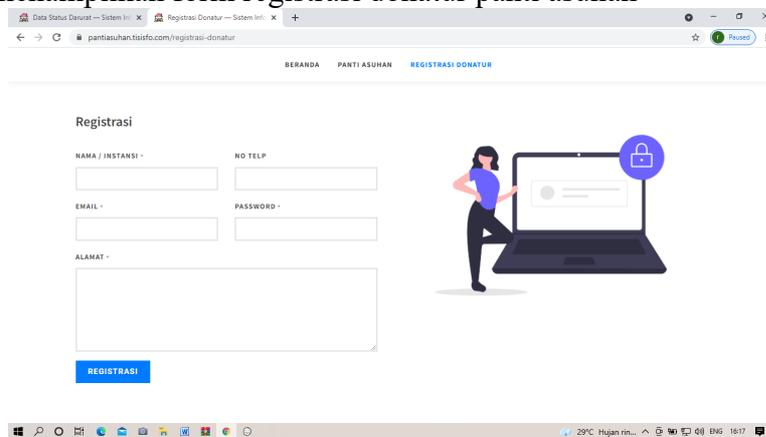 menampilkan form registrasi donatur panti asuhan
Data Status Darurat — Sistem Inf
Registrasi Donatur — Sistem Info
pantiasuhan.tisisfo.com/registrasi-donatur
Paused
BERANDA PANTI ASUHAN REGISTRASI DONATUR
Registrasi
NAMA / INSTANSI * NO TELP
EMAIL * PASSWORD *
ALAMAT *
REGISTRASI
29°C Hujan rin... ENG 16:17